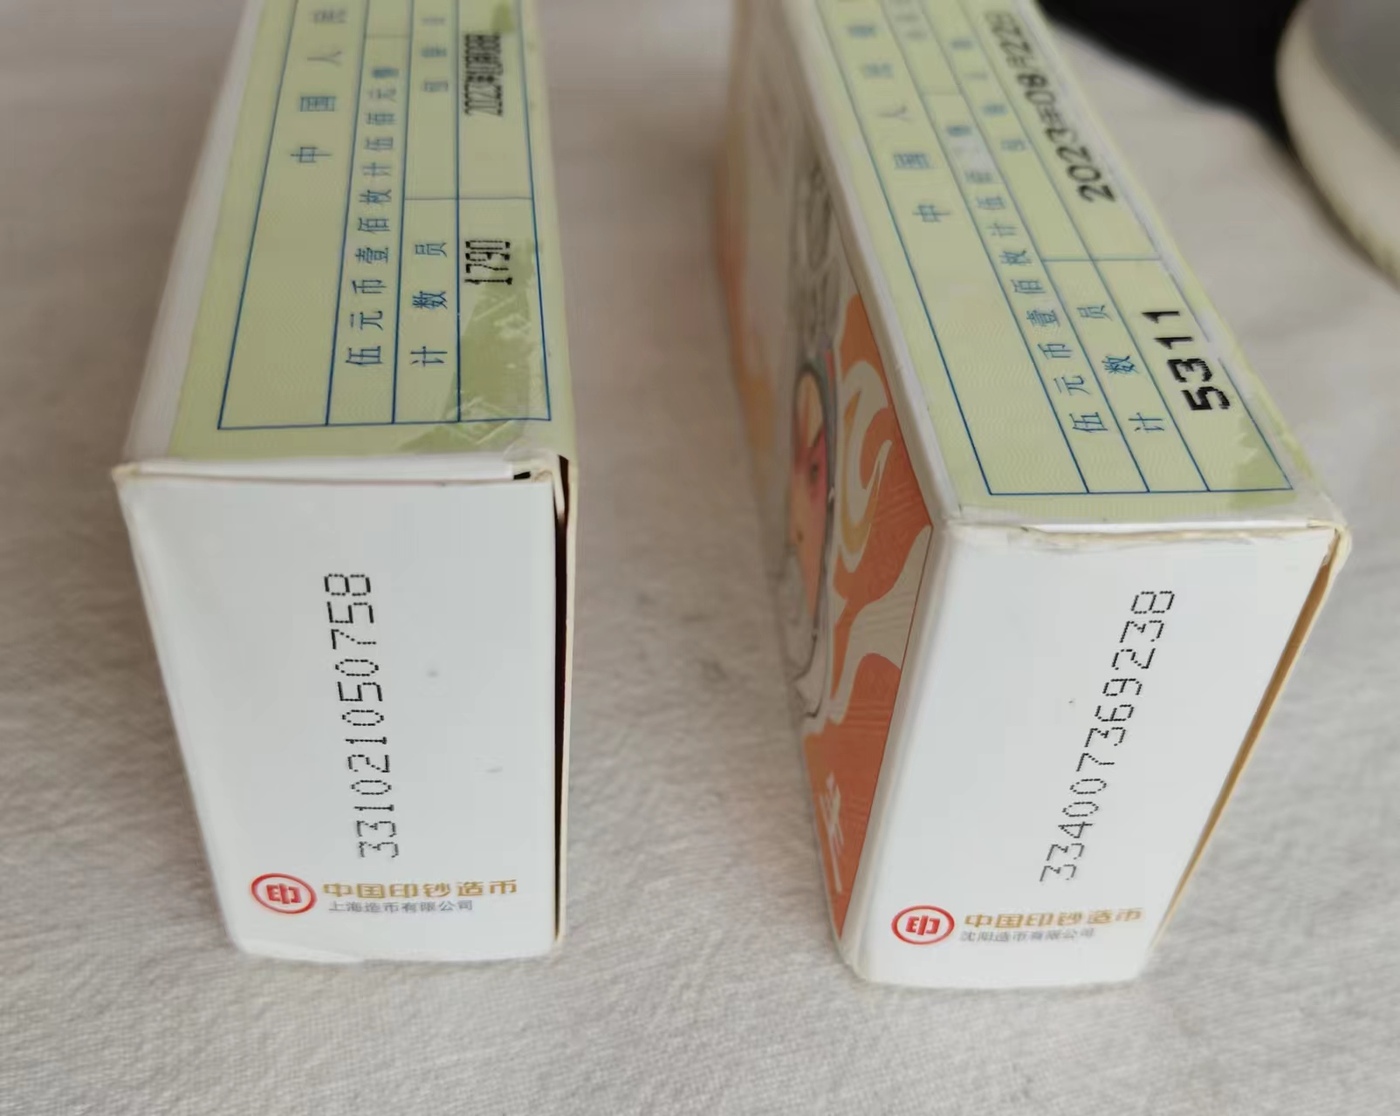 中国人民
伍元币壹佰枚计伍佰元整
计数员
1790
3310210050758
中国印钞造币
上海造币有限公司
中国人民
伍元币壹佰枚计伍佰元整
计数员
2023年08月22日
5311
334007369238
中国印钞造币
沈阳造币有限公司